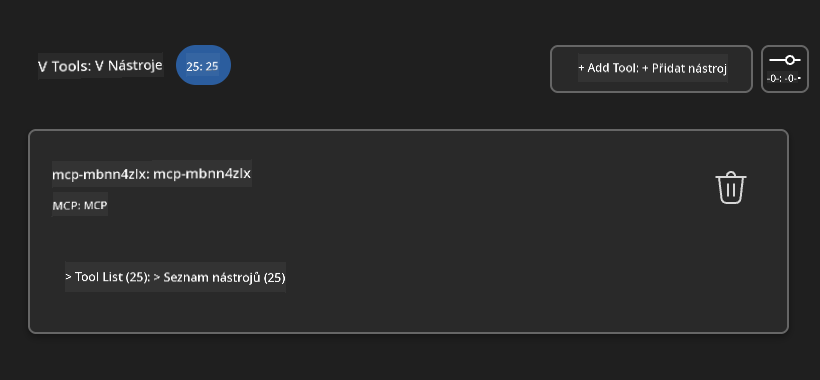 V Tools: V Nástroje
25: 25
+ Add Tool: + Přidat nástroj
-0-: -0-
mcp-mbnn4zlx: mcp-mbnn4zlx
MCP: MCP
> Tool List (25): > Seznam nástrojů (25)